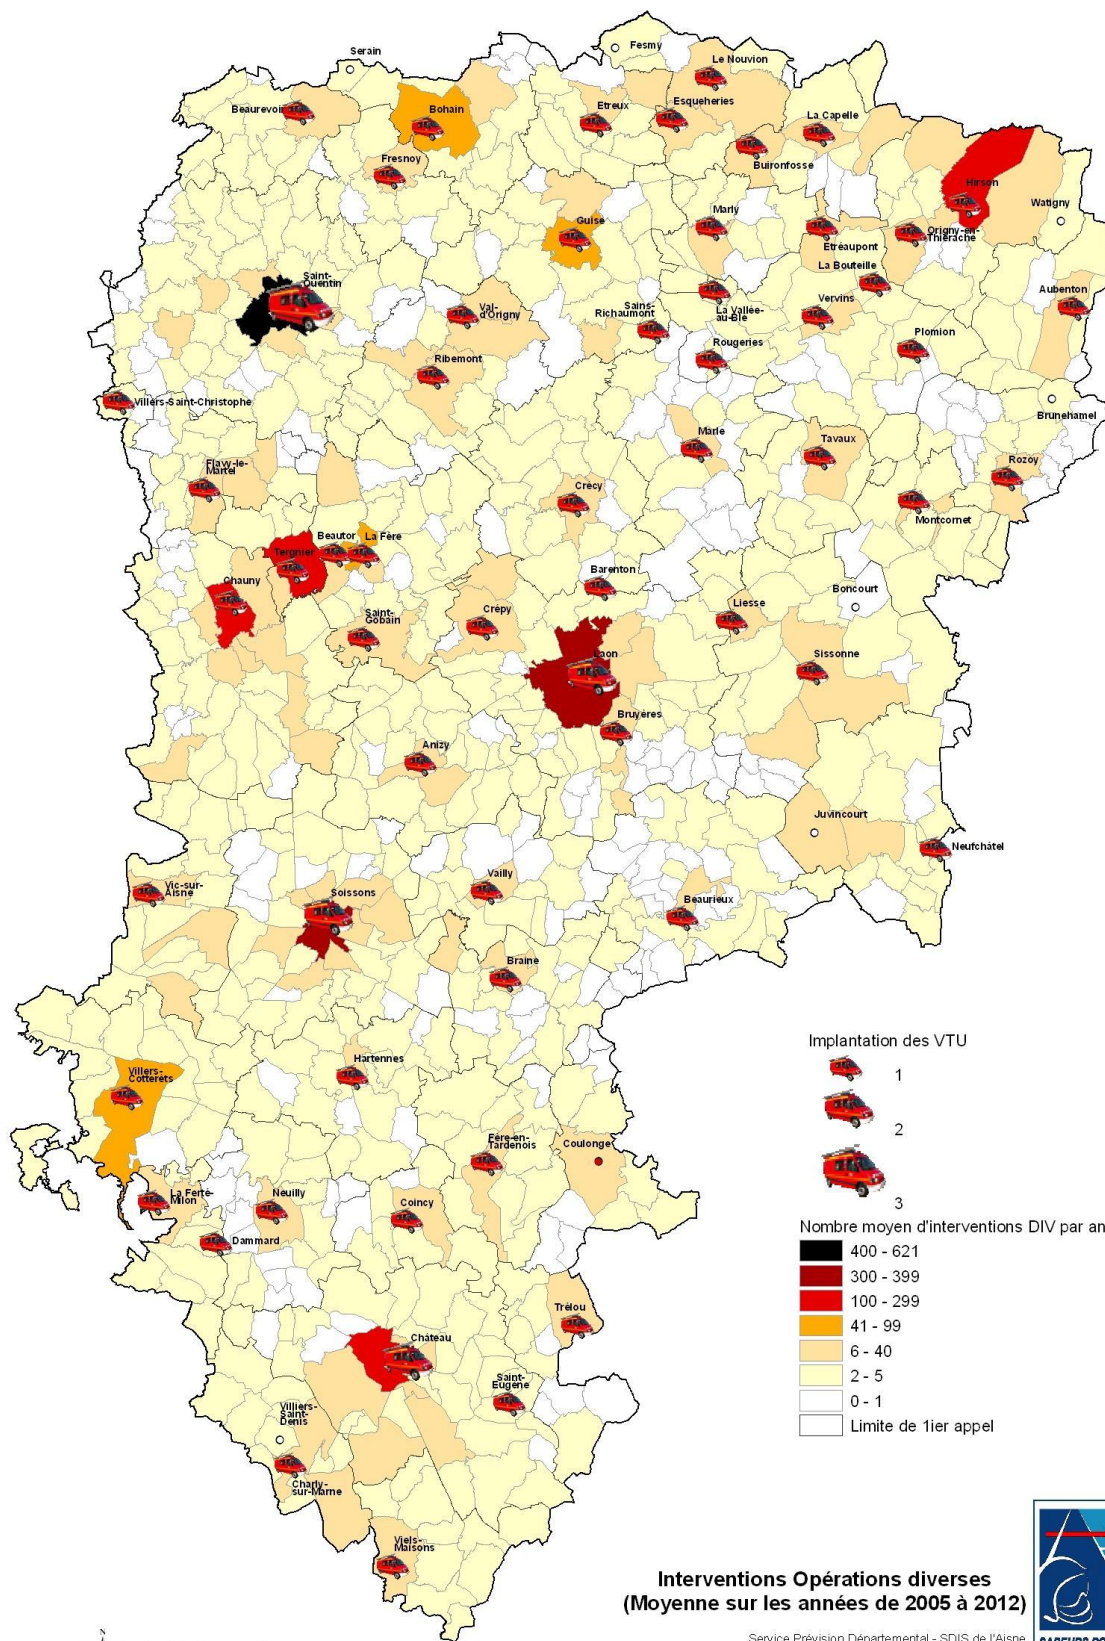 Serain
Fesmy
Le Nouvion
Beaurevoir
Bohain
Etreux
Esqueheries
La Capelle
Fresnoy
Buironfosse
Hirson
Watigny
Guise
Marly
Etréaupont
Origny-en-
Thiérache
Saint-
Quentin
La Bouteille
Aubenton
Val-
d'Origny
Sains-
Richaumont
La Vallée-
au-Blé
Vervins
Plomion
Rougeries
Ribemont
Villers-Saint-Christophe
Brunehamel
Marle
Tavaux
Rozoy
Flavy-le-
Martel
Crécy
Montcornet
Beautor
La Fère
Tergnier
Chauny
Barenton
Boncourt
Saint-
Gobain
Crépy
Liesse
Laon
Sissonne
Bruyères
Anizy
Juvincourt
Neufchâtel
Vic-sur-
Aisne
Soissons
Vailly
Beaurieux
Braine
Implantation des VTU
1
2
3
Hartennes
Villers-
Cotterêts
Fère-en-
Tardenois
Coulonge
La Ferté-
Milon
Neuilly
Coincy
Dammard
Nombre moyen d'interventions DIV par an
400 - 621
300 - 399
100 - 299
41 - 99
6 - 40
2 - 5
0 - 1
Limite de 1ier appel
Trélou
Château
Saint-
Eugène
Villiers-
Saint-
Denis
Charly-
sur-Marne
Viels-
Maisons
Interventions Opérations diverses
(Moyenne sur les années de 2005 à 2012)
Service Prévision Départemental - SDIS de l'Aisne
N